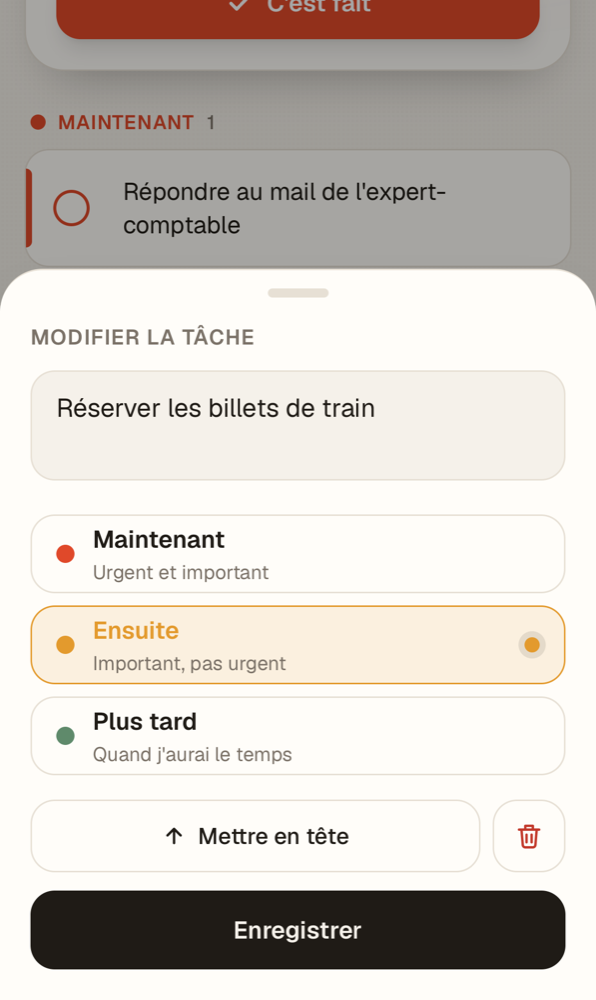 C'est fait
MAINTENANT 1
Répondre au mail de l'expert-
comptable
MODIFIER LA TÂCHE
Réserver les billets de train
Maintenant
Urgent et important
Ensuite
Important, pas urgent
Plus tard
Quand j'aurai le temps
Mettre en tête
Enregistrer